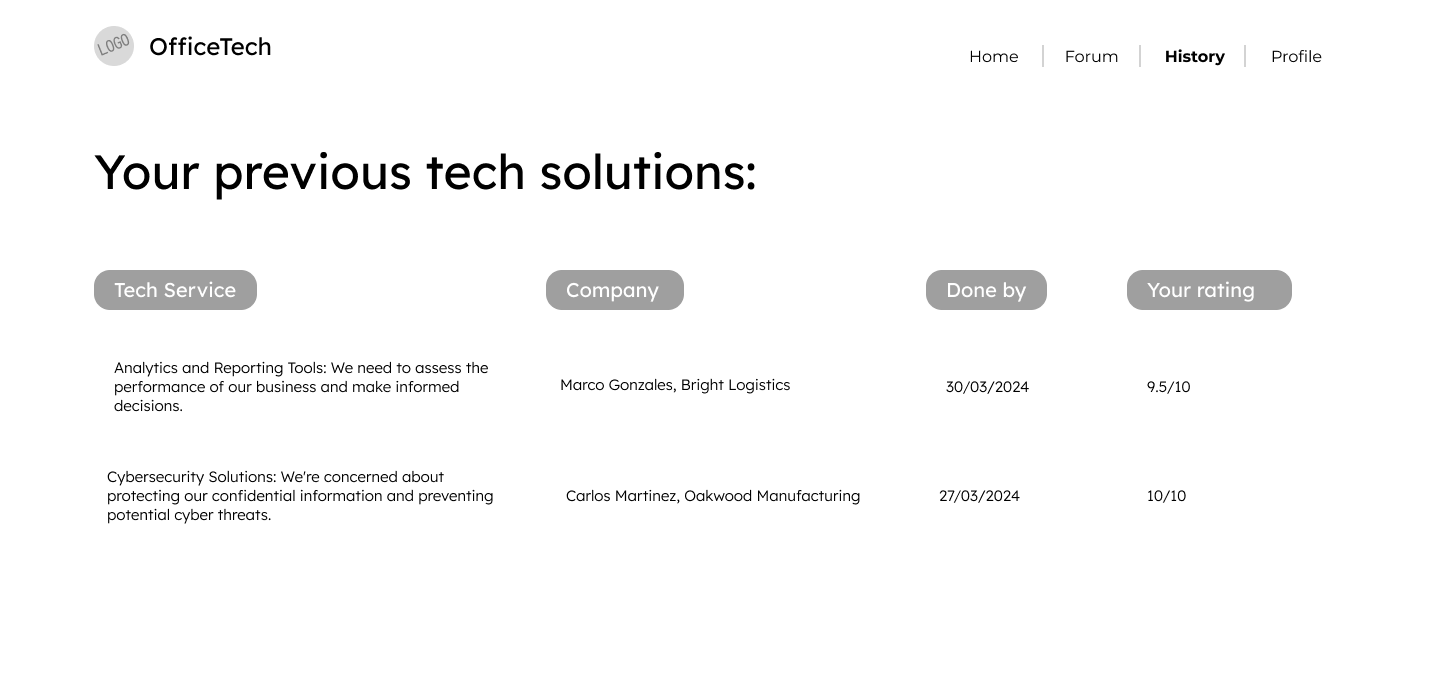 LOGO
OfficeTech
Home
Forum
History
Profile
Your previous tech solutions:
Tech Service
Company
Done by
Your rating
Analytics and Reporting Tools: We need to assess the
performance of our business and make informed
decisions.
Marco Gonzales, Bright Logistics
30/03/2024
9.5/10
Cybersecurity Solutions: We're concerned about
protecting our confidential information and preventing
potential cyber threats.
Carlos Martinez, Oakwood Manufacturing
27/03/2024
10/10